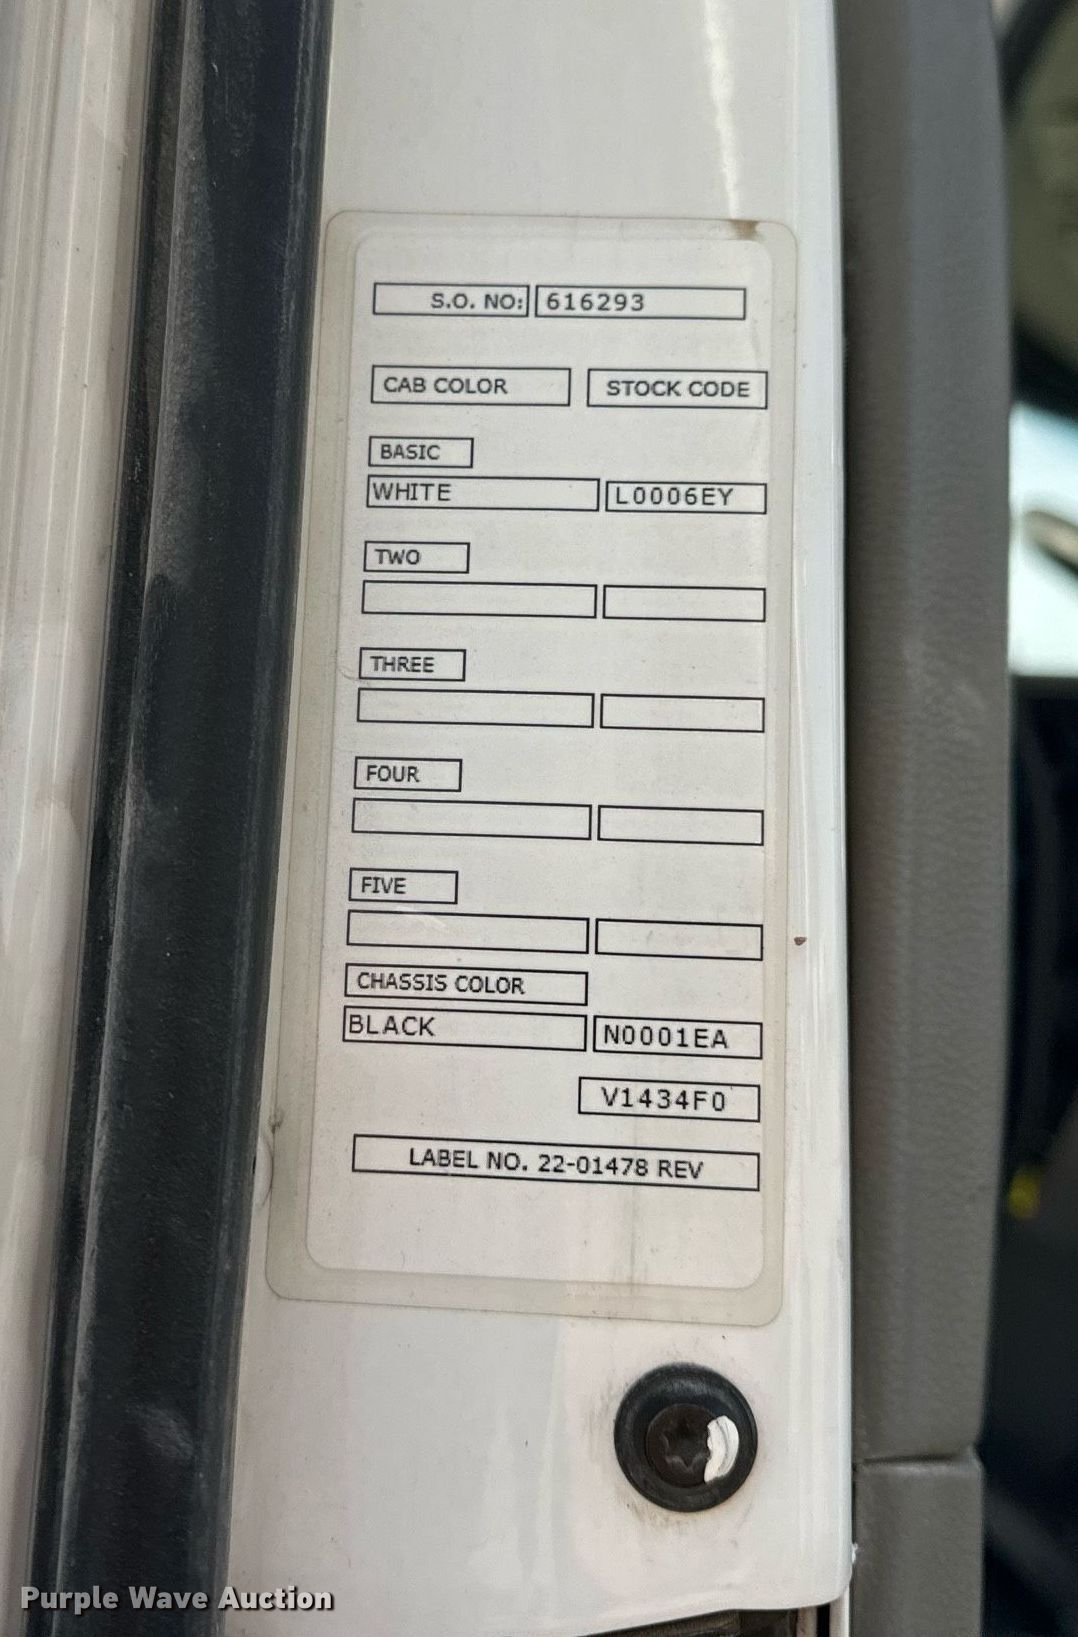 S.O. NO: 616293
CAB COLOR STOCK CODE
BASIC
WHITE L0006EY
TWO
THREE
FOUR
FIVE
CHASSIS COLOR
BLACK N0001EA
V1434F0
LABEL NO. 22-01478 REV
Purple Wave Auction